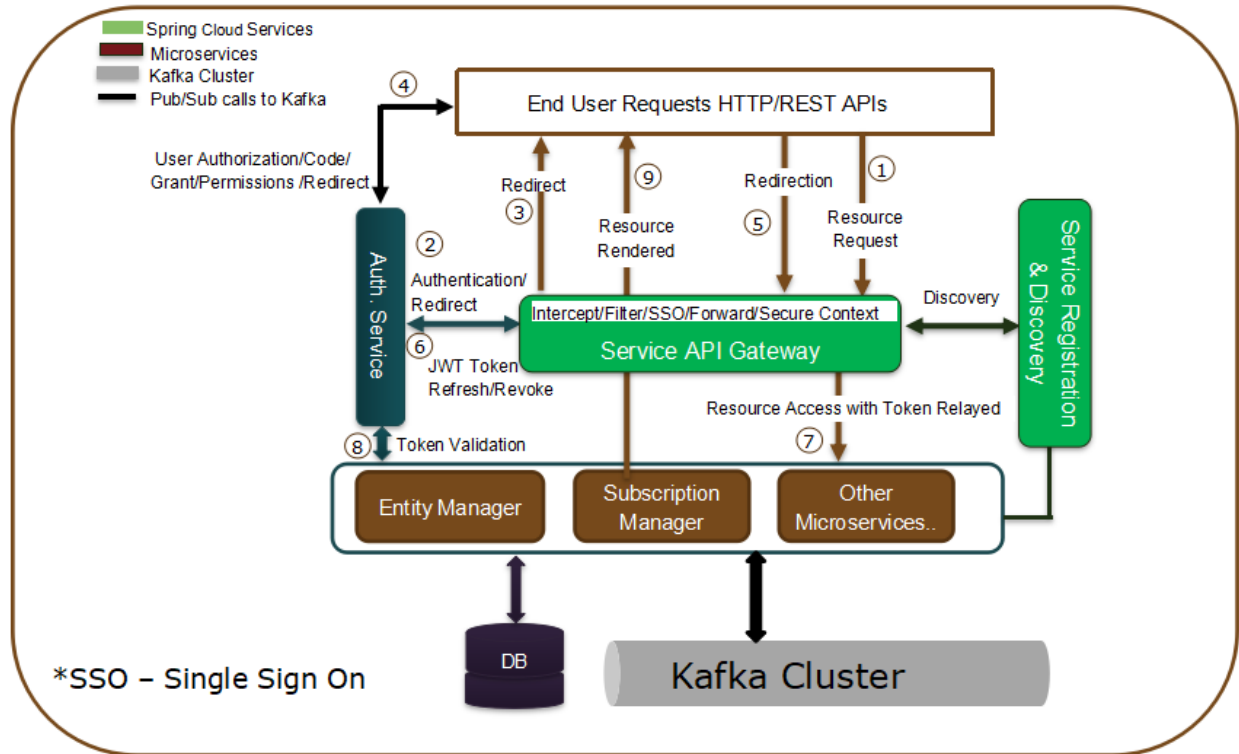 Spring Cloud Services
Microservices
Kafka Cluster
Pub/Sub calls to Kafka
④
End User Requests HTTP/REST APIs
User Authorization/Code/
Grant/Permissions /Redirect
Redirect
③
⑨
Resource
Rendered
Redirection
⑤
①
Resource
Request
Auth. Service
②
Authentication/
Redirect
⑥
JWT Token
Refresh/Revoke
Intercept/Filter/SSO/Forward/Secure Context
Service API Gateway
Discovery
Service Registration
& Discovery
Resource Access with Token Relayed
⑦
⑧
Token Validation
Entity Manager
Subscription
Manager
Other
Microservices..
DB
Kafka Cluster
*SSO – Single Sign On